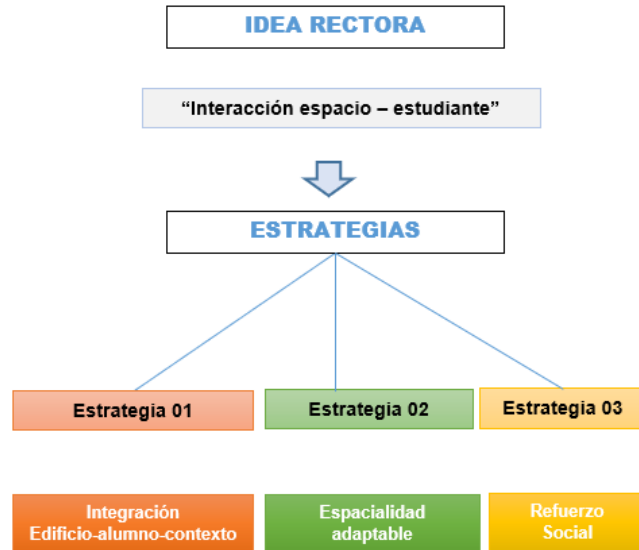 IDEA RECTORA
“Interacción espacio – estudiante”
ESTRATEGIAS
Estrategia 01
Estrategia 02
Estrategia 03
Integración
Edificio-alumno-contexto
Espacialidad
adaptable
Refuerzo
Social